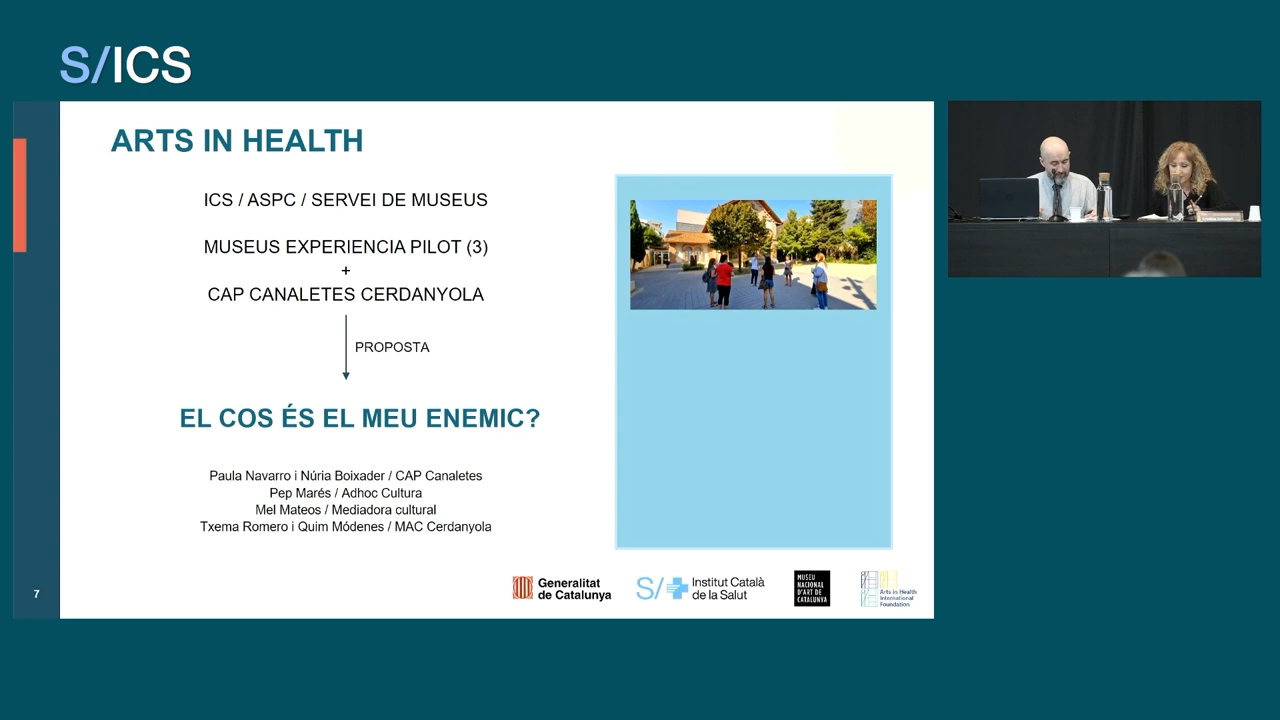 S/ICS
ARTS IN HEALTH
ICS / ASPC / SERVEI DE MUSEUS
MUSEUS EXPERIENCIA PILOT (3)
+
CAP CANALETES CERDANYOLA
PROPOSTA
EL COS ÉS EL MEU ENEMIC?
Paula Navarro i Núria Boixader / CAP Canaletes
Pep Marés / Adhoc Cultura
Mel Mateos / Mediadora cultural
Txema Romero i Quim Módenes / MAC Cerdanyola
7
Generalitat
de Catalunya
S/
Institut Català
de la Salut
MUSEU
NACIONAL
D'ART DE
CATALUNYA
Arts in Health
International
Foundation